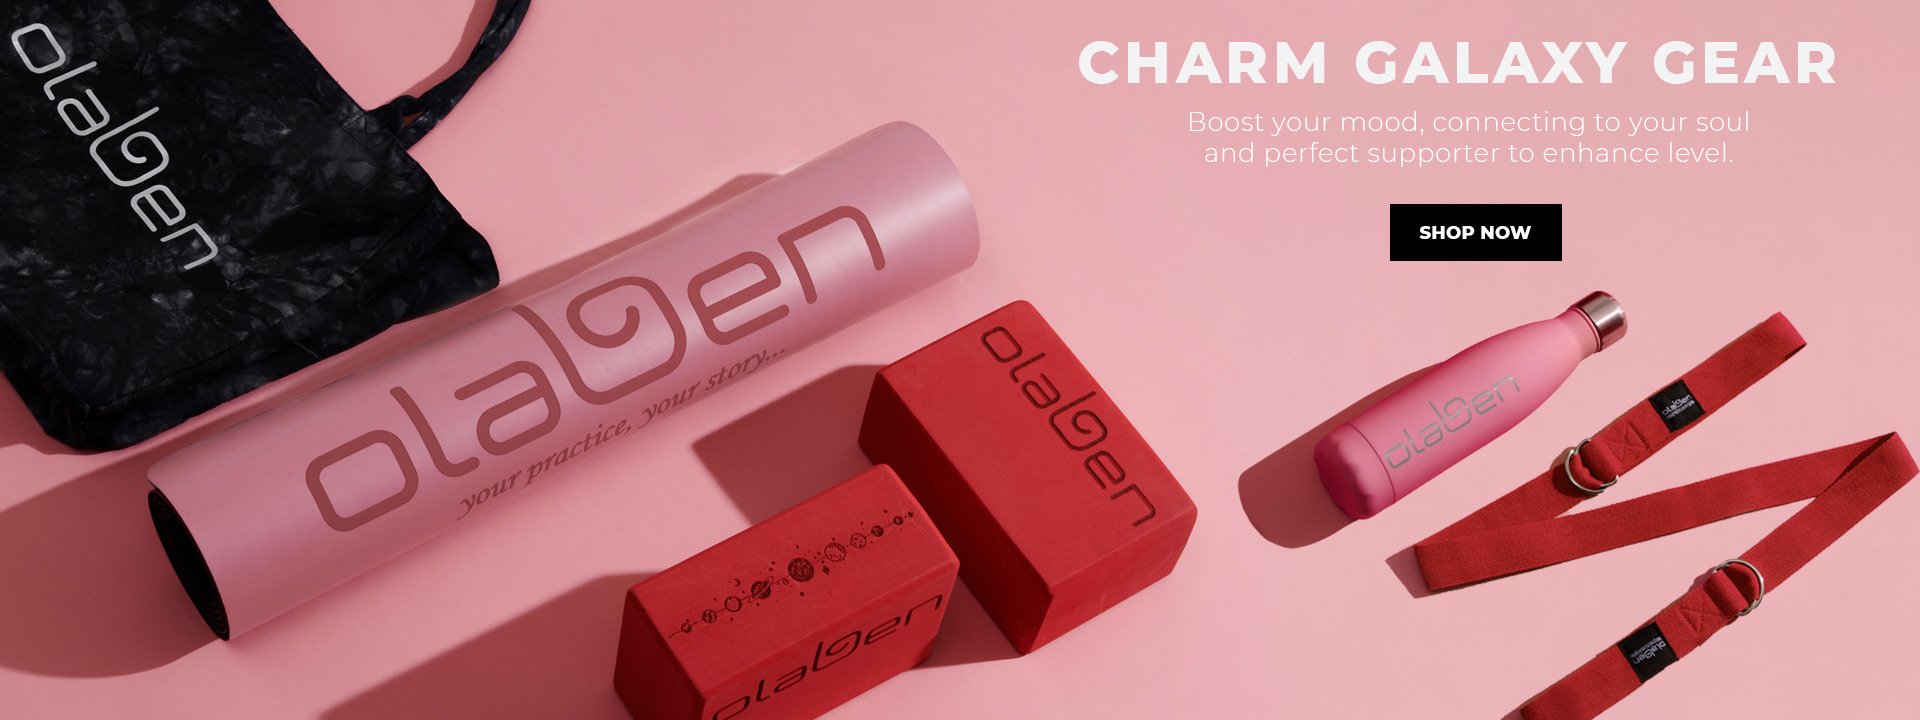 CHARM GALAXY GEAR
Boost your mood, connecting to your soul
and perfect supporter to enhance level.
SHOP NOW
olaben
olaben
your practice, your story...
olaben
olaben
olaben
olaben
olaben